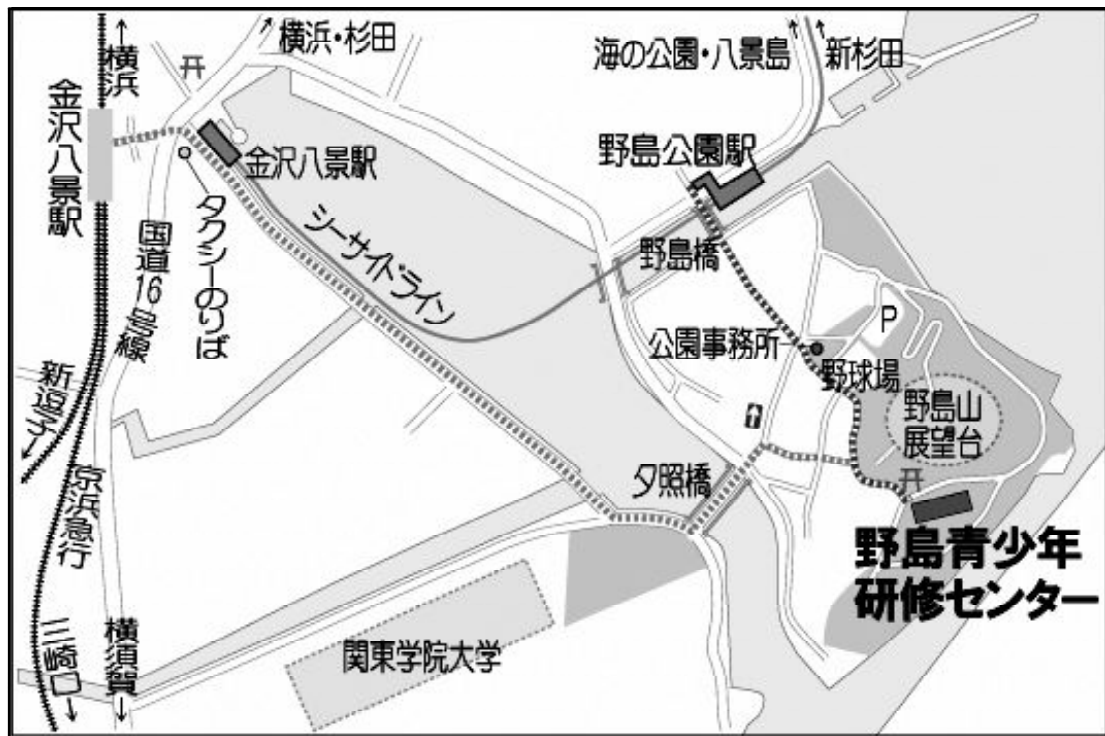 ←横浜
横浜・杉田
海の公園・八景島
新杉田
金沢八景駅
金沢八景駅
野島公園駅
タクシーのりば
シーサイドライン
国道16号線
野島橋
P
公園事務所
野球場
野島山
展望台
新逗子→
夕照橋
京浜急行
野島青少年
研修センター
関東学院大学
三崎口→
横須賀→